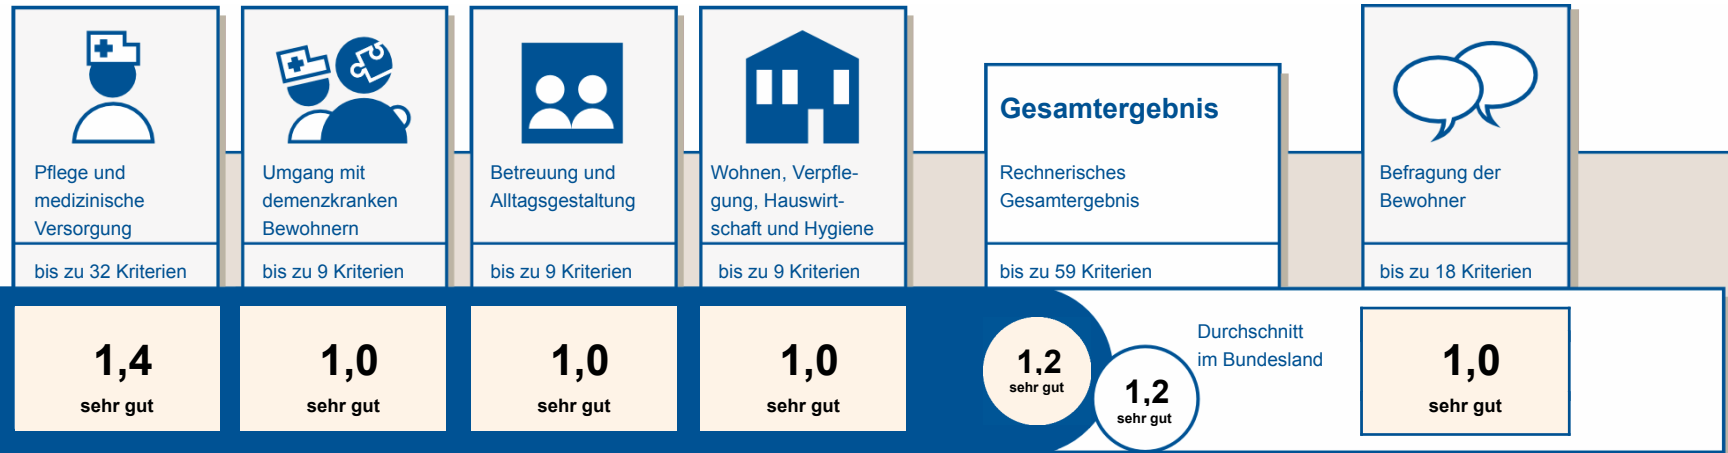 Pflege und
medizinische
Versorgung
bis zu 32 Kriterien
1,4
sehr gut
Umgang mit
demenzkranken
Bewohnern
bis zu 9 Kriterien
1,0
sehr gut
Betreuung und
Alltagsgestaltung
bis zu 9 Kriterien
1,0
sehr gut
Wohnen, Verpfle-
gung, Hauswirt-
schaft und Hygiene
bis zu 9 Kriterien
1,0
sehr gut
Gesamtergebnis
Rechnerisches
Gesamtergebnis
bis zu 59 Kriterien
1,2
sehr gut
1,2
sehr gut
Durchschnitt
im Bundesland
Befragung der
Bewohner
bis zu 18 Kriterien
1,0
sehr gut